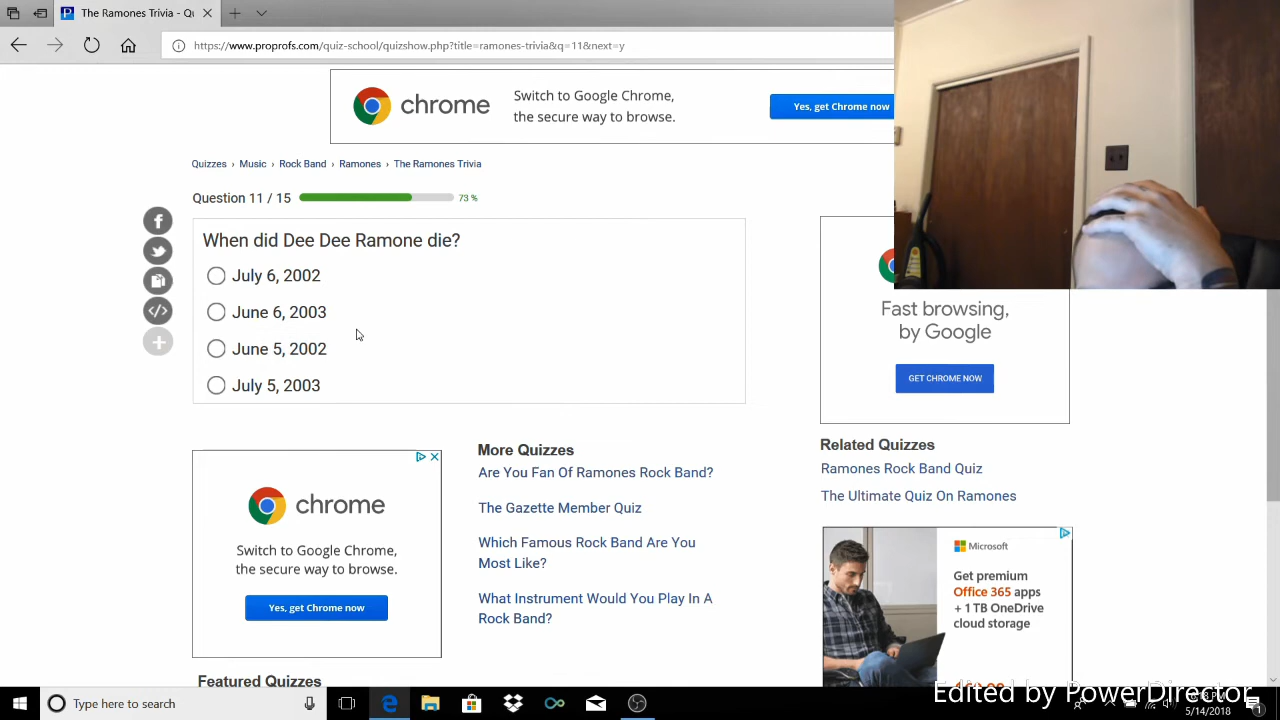 The Ramones Trivia - Qu
https://www.proprofs.com/quiz-school/quizshow.php?title=ramones-trivia&q=11&next=y
chrome
Switch to Google Chrome,
the secure way to browse.
Yes, get Chrome now
Quizzes › Music › Rock Band › Ramones › The Ramones Trivia
Question 11 / 15
73 %
When did Dee Dee Ramone die?
July 6, 2002
June 6, 2003
June 5, 2002
July 5, 2003
Fast browsing,
by Google
GET CHROME NOW
chrome
Switch to Google Chrome,
the secure way to browse.
Yes, get Chrome now
More Quizzes
Are You Fan Of Ramones Rock Band?
The Gazette Member Quiz
Which Famous Rock Band Are You
Most Like?
What Instrument Would You Play In A
Rock Band?
Related Quizzes
Ramones Rock Band Quiz
The Ultimate Quiz On Ramones
Microsoft
Get premium
Office 365 apps
+ 1 TB OneDrive
cloud storage
Featured Quizzes
Type here to search
Edited by PowerDirector
5/14/2018